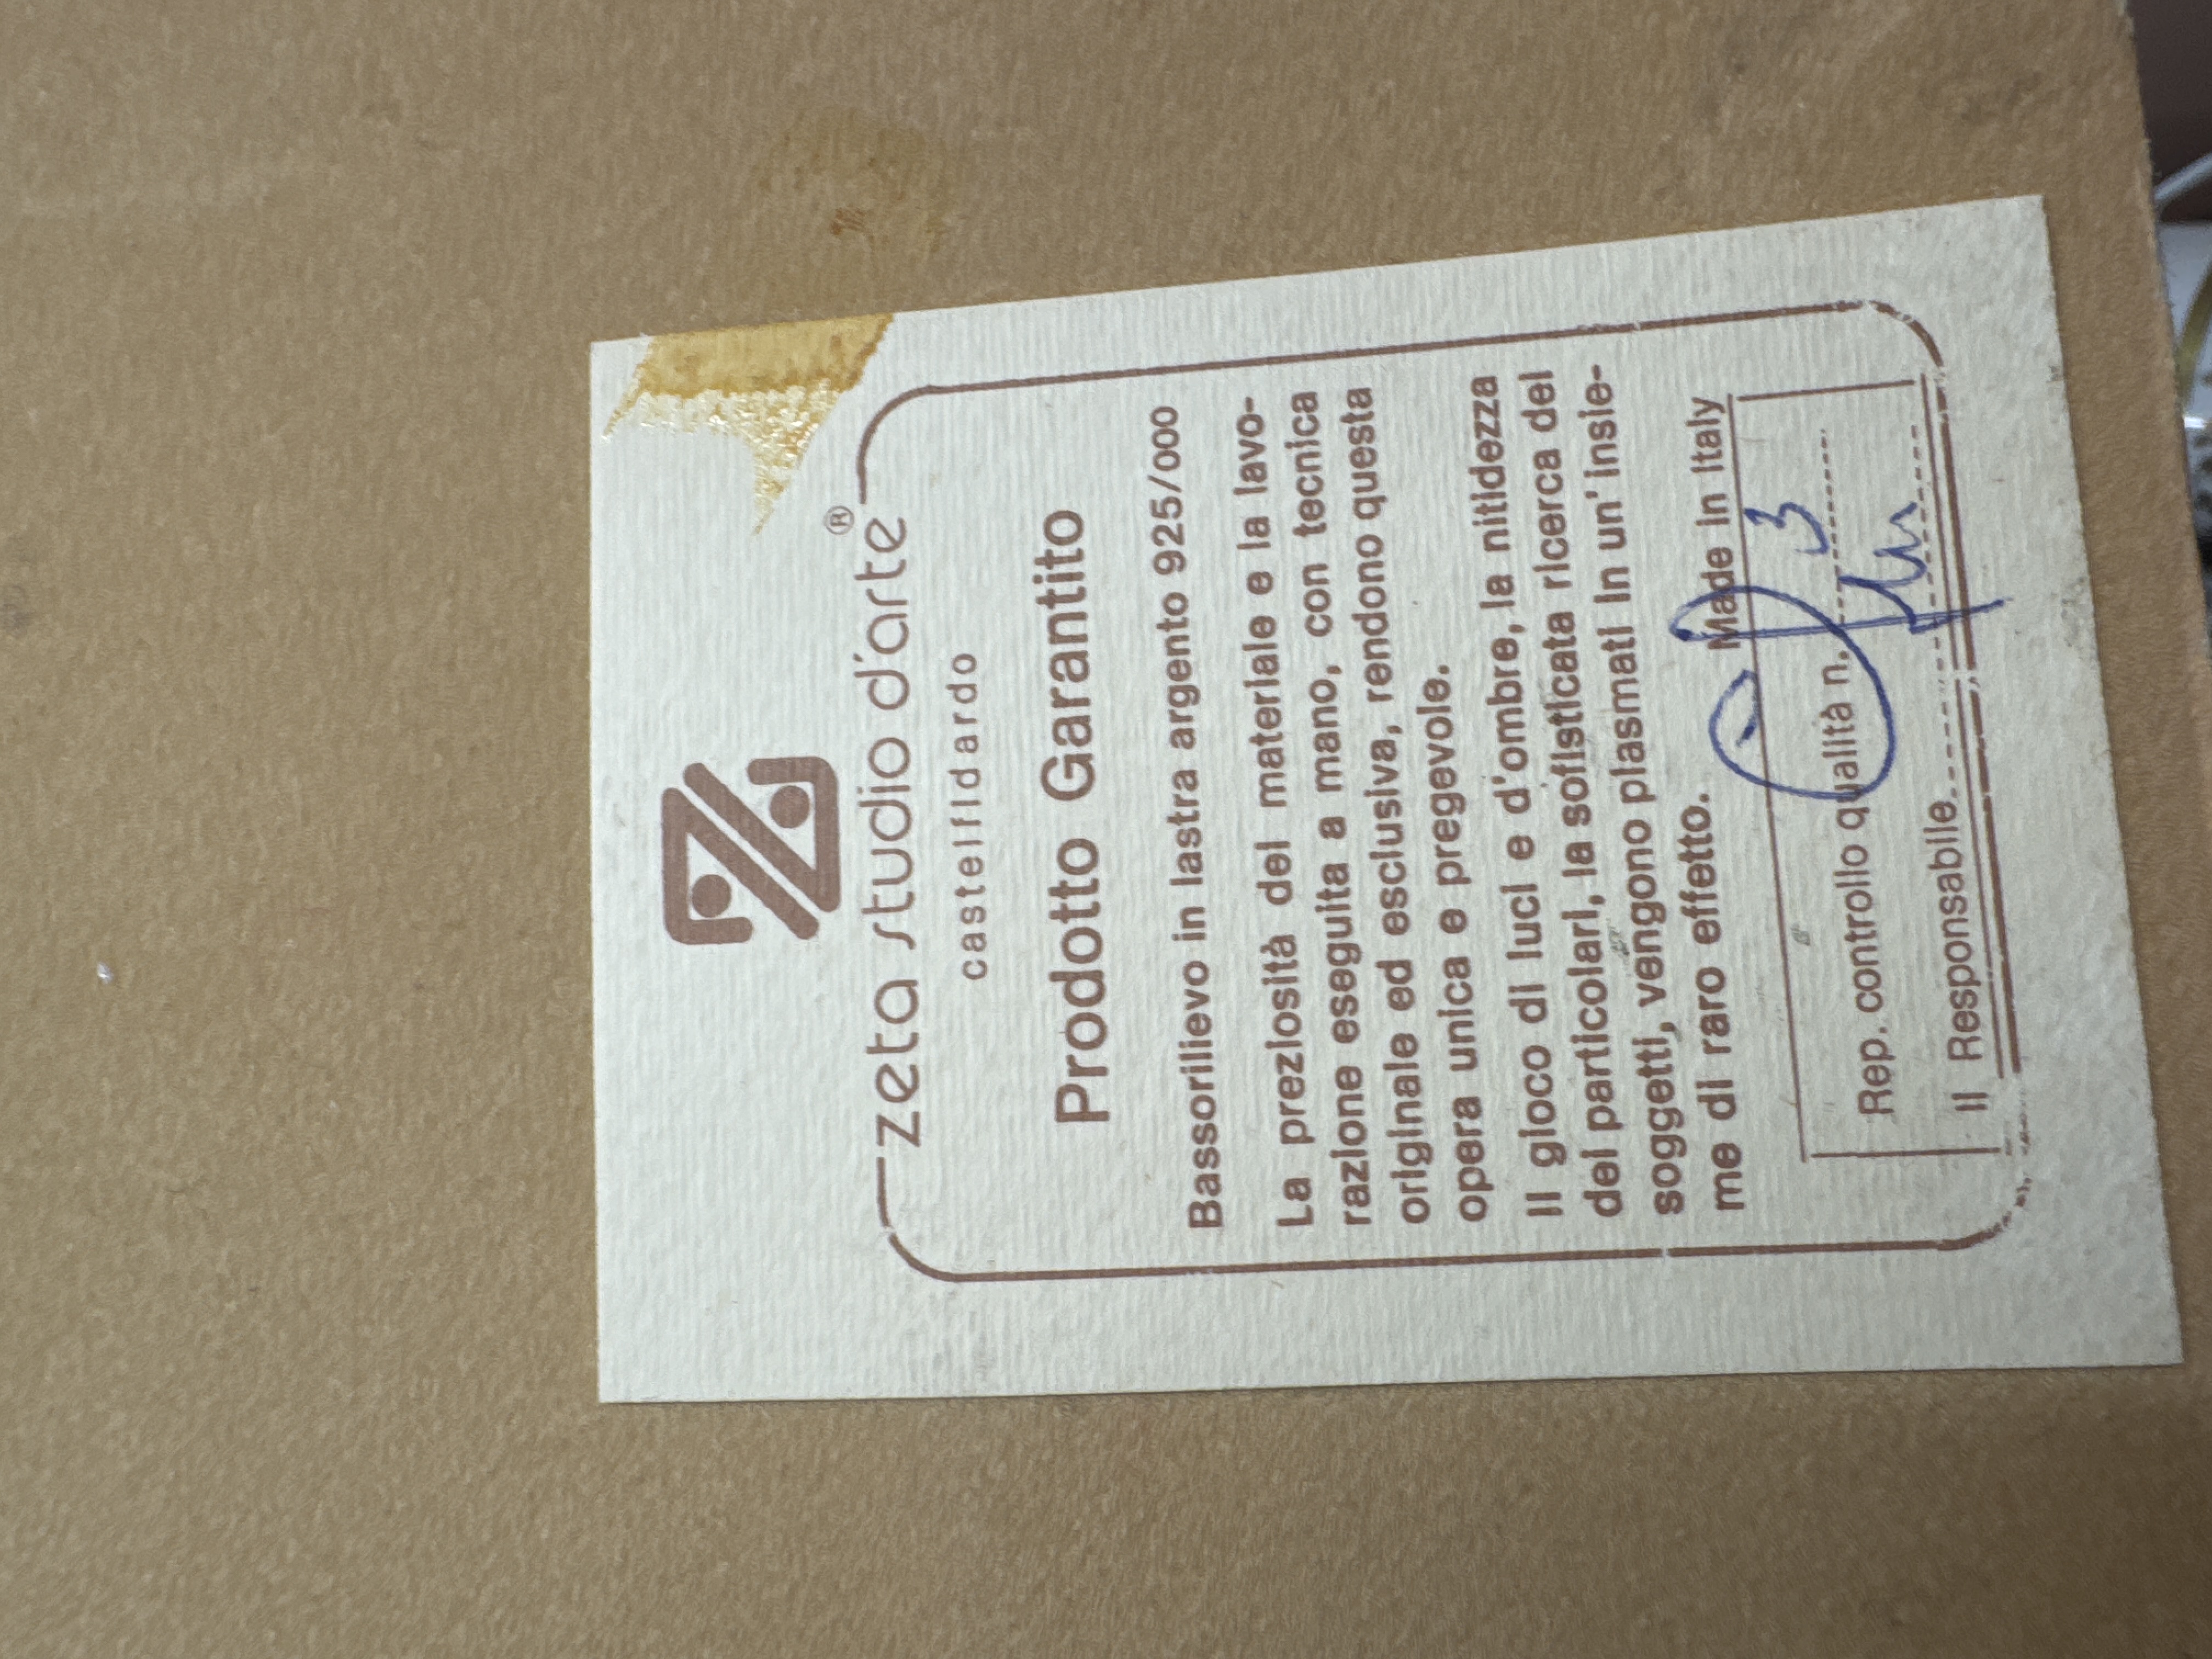 zeta studio d'arte®
castelfidardo
Prodotto Garantito
Bassorilievo in lastra argento 925/000
La preziosità del materiale e la lavo-
razione eseguita a mano, con tecnica
originale ed esclusiva, rendono questa
opera unica e pregevole.
Il gioco di luci e d'ombre, la nitidezza
dei particolari, la sofisticata ricerca dei
soggetti, vengono plasmati in un'insie-
me di raro effetto. Made in Italy
Rep. controllo qualità n. 3
Il Responsabile